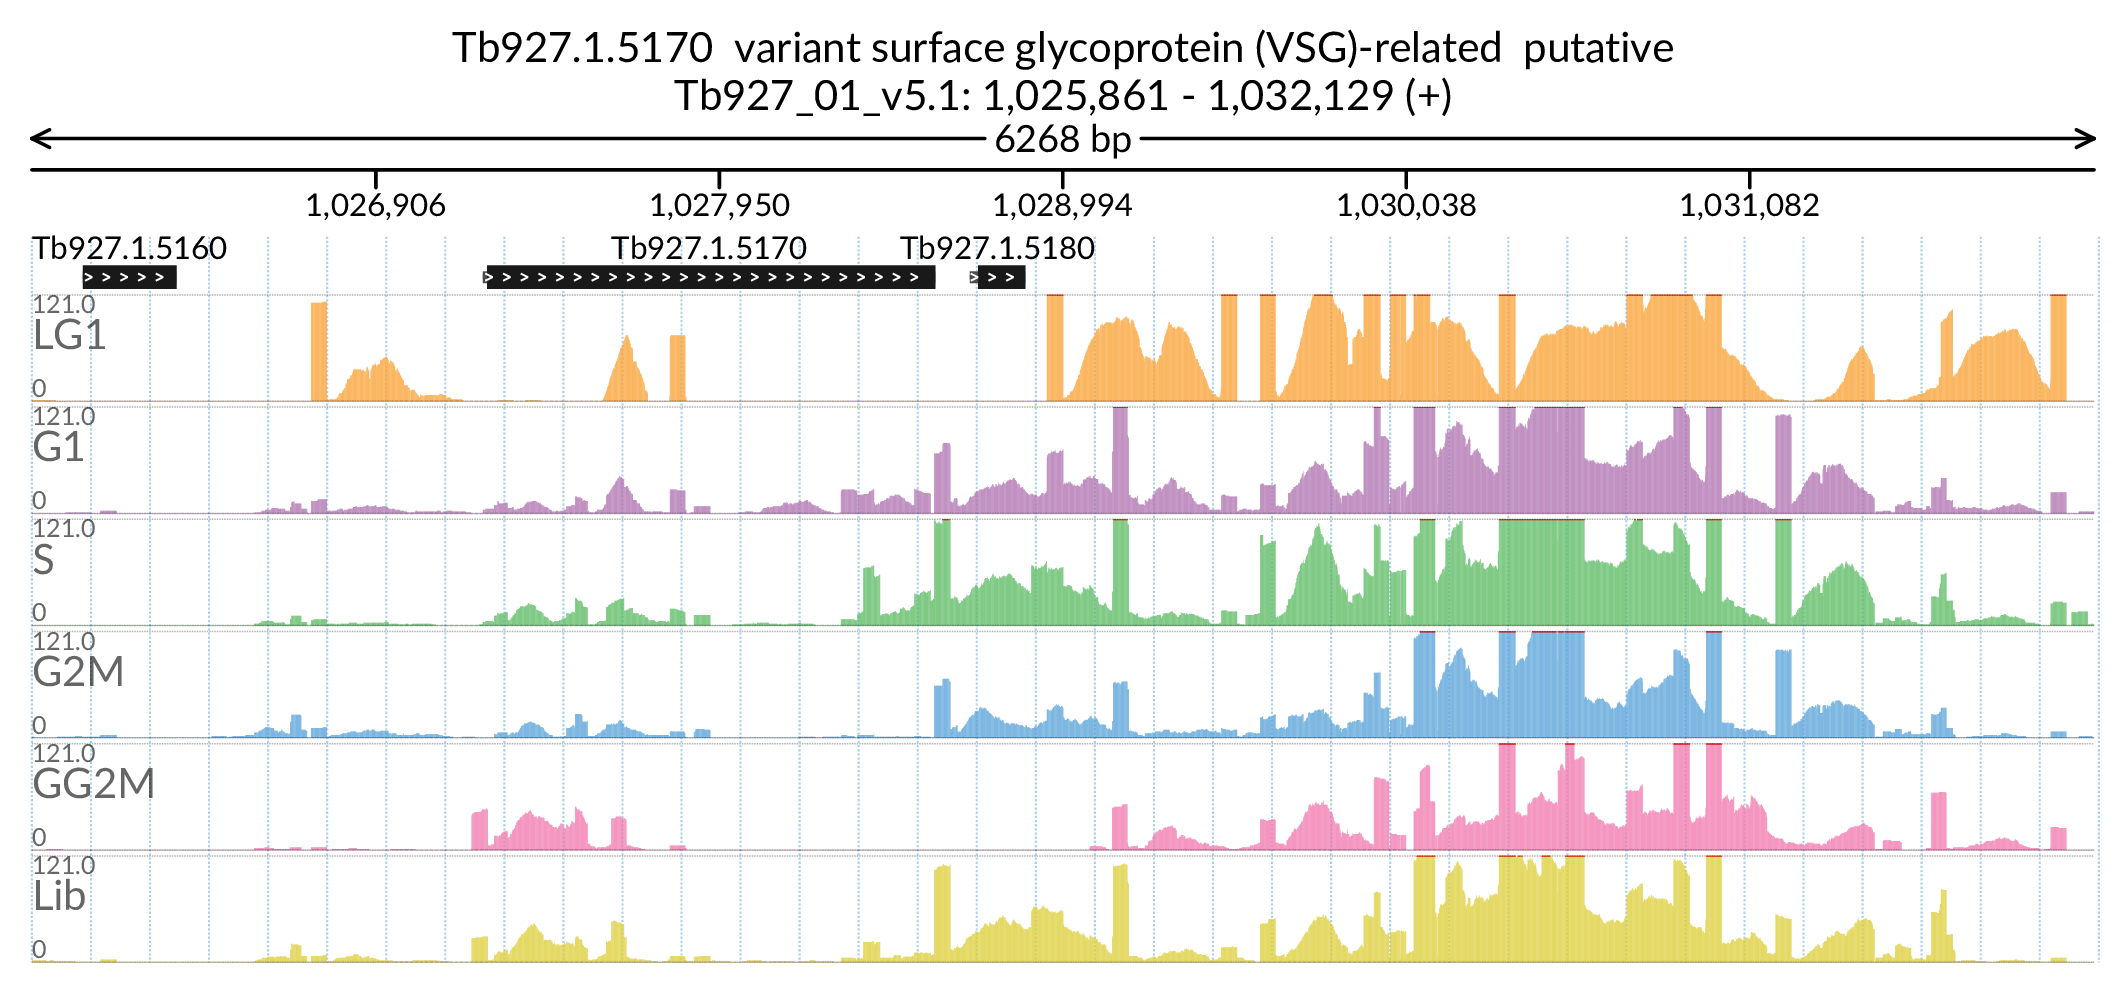 Tb927.1.5170  variant surface glycoprotein (VSG)-related  putative
Tb927_01_v5.1: 1,025,861 - 1,032,129 (+)
6268 bp
1,026,906 1,027,950 1,028,994 1,030,038 1,031,082
Tb927.1.5160 Tb927.1.5170 Tb927.1.5180
121.0
LG1
0
121.0
G1
0
121.0
S
0
121.0
G2M
0
121.0
GG2M
0
121.0
Lib
0